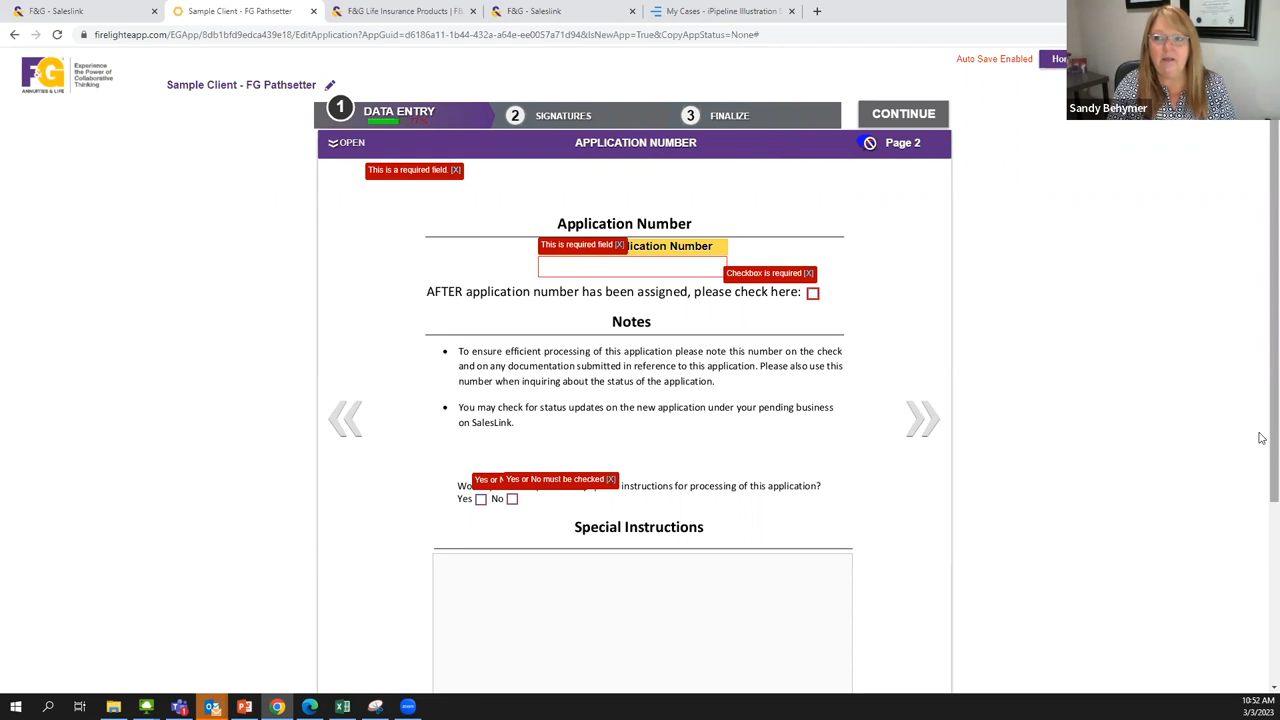 F&G - Saleslink
Sample Client - FG Pathsetter
F&G Life Insurance Products | F&
F&G - Saleslink
My Cases - iPipeline Illustration S
firelighteapp.com/EGApp/8db1bfd9edca439e18/EditApplication?AppGuid=d6186a11-1b44-432a-a64e-ee0057a71d94&IsNewApp=True&CopyAppStatus=None#
F&G
ANNUITIES & LIFE
Experience
the Power of
Collaborative
Thinking
Sample Client - FG Pathsetter
Auto Save Enabled
Ho
Sandy Behymer
1 DATA ENTRY
2 SIGNATURES
3 FINALIZE
CONTINUE
OPEN
APPLICATION NUMBER
Page 2
This is a required field. [X]
Application Number
This is required field [X]
ication Number
Checkbox is required [X]
AFTER application number has been assigned, please check here:
Notes
• To ensure efficient processing of this application please note this number on the check
and on any documentation submitted in reference to this application. Please also use this
number when inquiring about the status of the application.
• You may check for status updates on the new application under your pending business
on SalesLink.
Yes or N
Yes or No must be checked [X]
Wo
instructions for processing of this application?
Yes No
Special Instructions
10:52 AM
3/3/2023